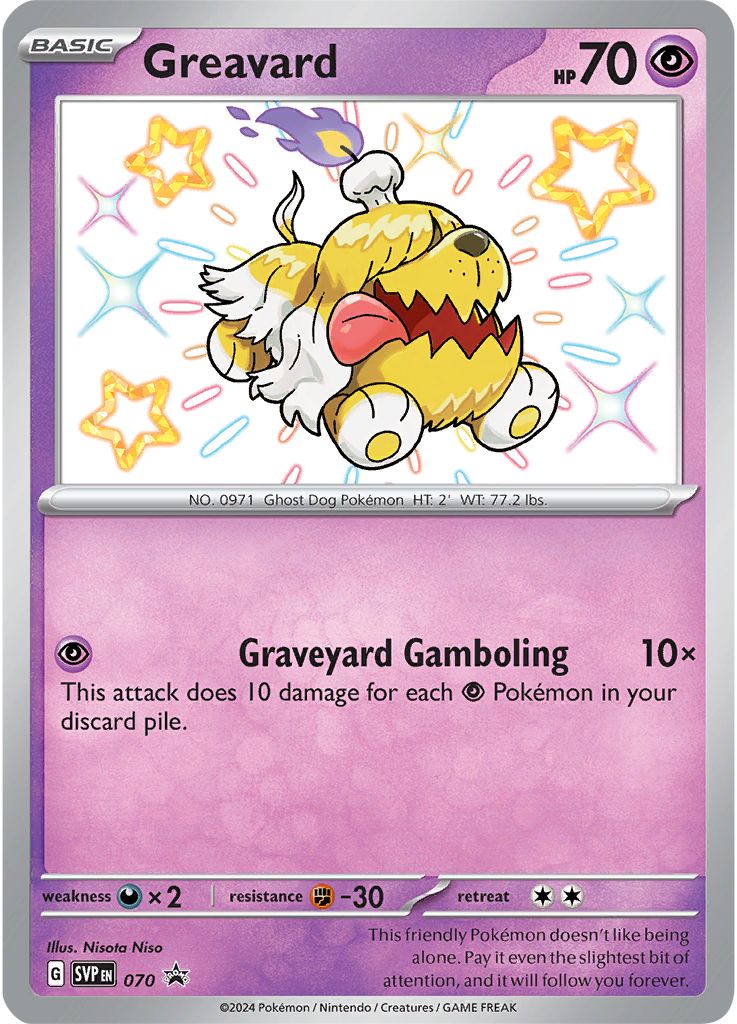 BASIC
Greavard
HP 70
NO. 0971 Ghost Dog Pokémon HT: 2' WT: 77.2 lbs.
Graveyard Gamboling 10×
This attack does 10 damage for each Pokémon in your
discard pile.
weakness ×2 resistance -30 retreat
Illus. Nisota Niso
This friendly Pokémon doesn't like being
alone. Pay it even the slightest bit of
attention, and it will follow you forever.
G SVP EN 070
©2024 Pokémon / Nintendo / Creatures / GAME FREAK